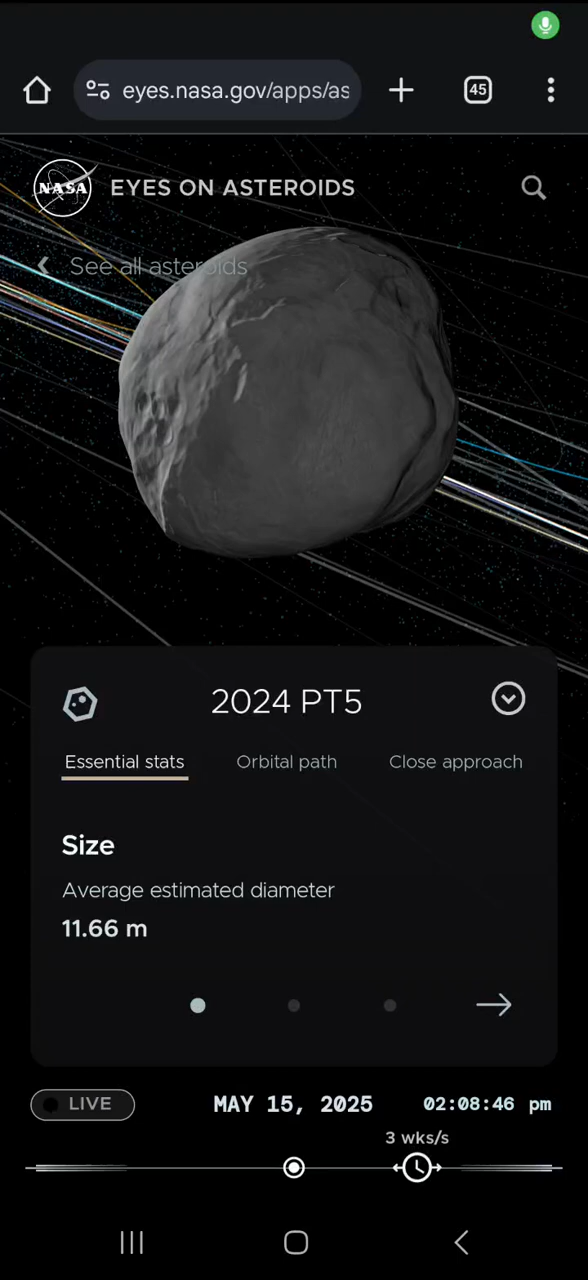 eyes.nasa.gov/apps/as
45
NASA
EYES ON ASTEROIDS
See all asteroids
2024 PT5
Essential stats
Orbital path
Close approach
Size
Average estimated diameter
11.66 m
LIVE
MAY 15, 2025
02:08:46 pm
3 wks/s